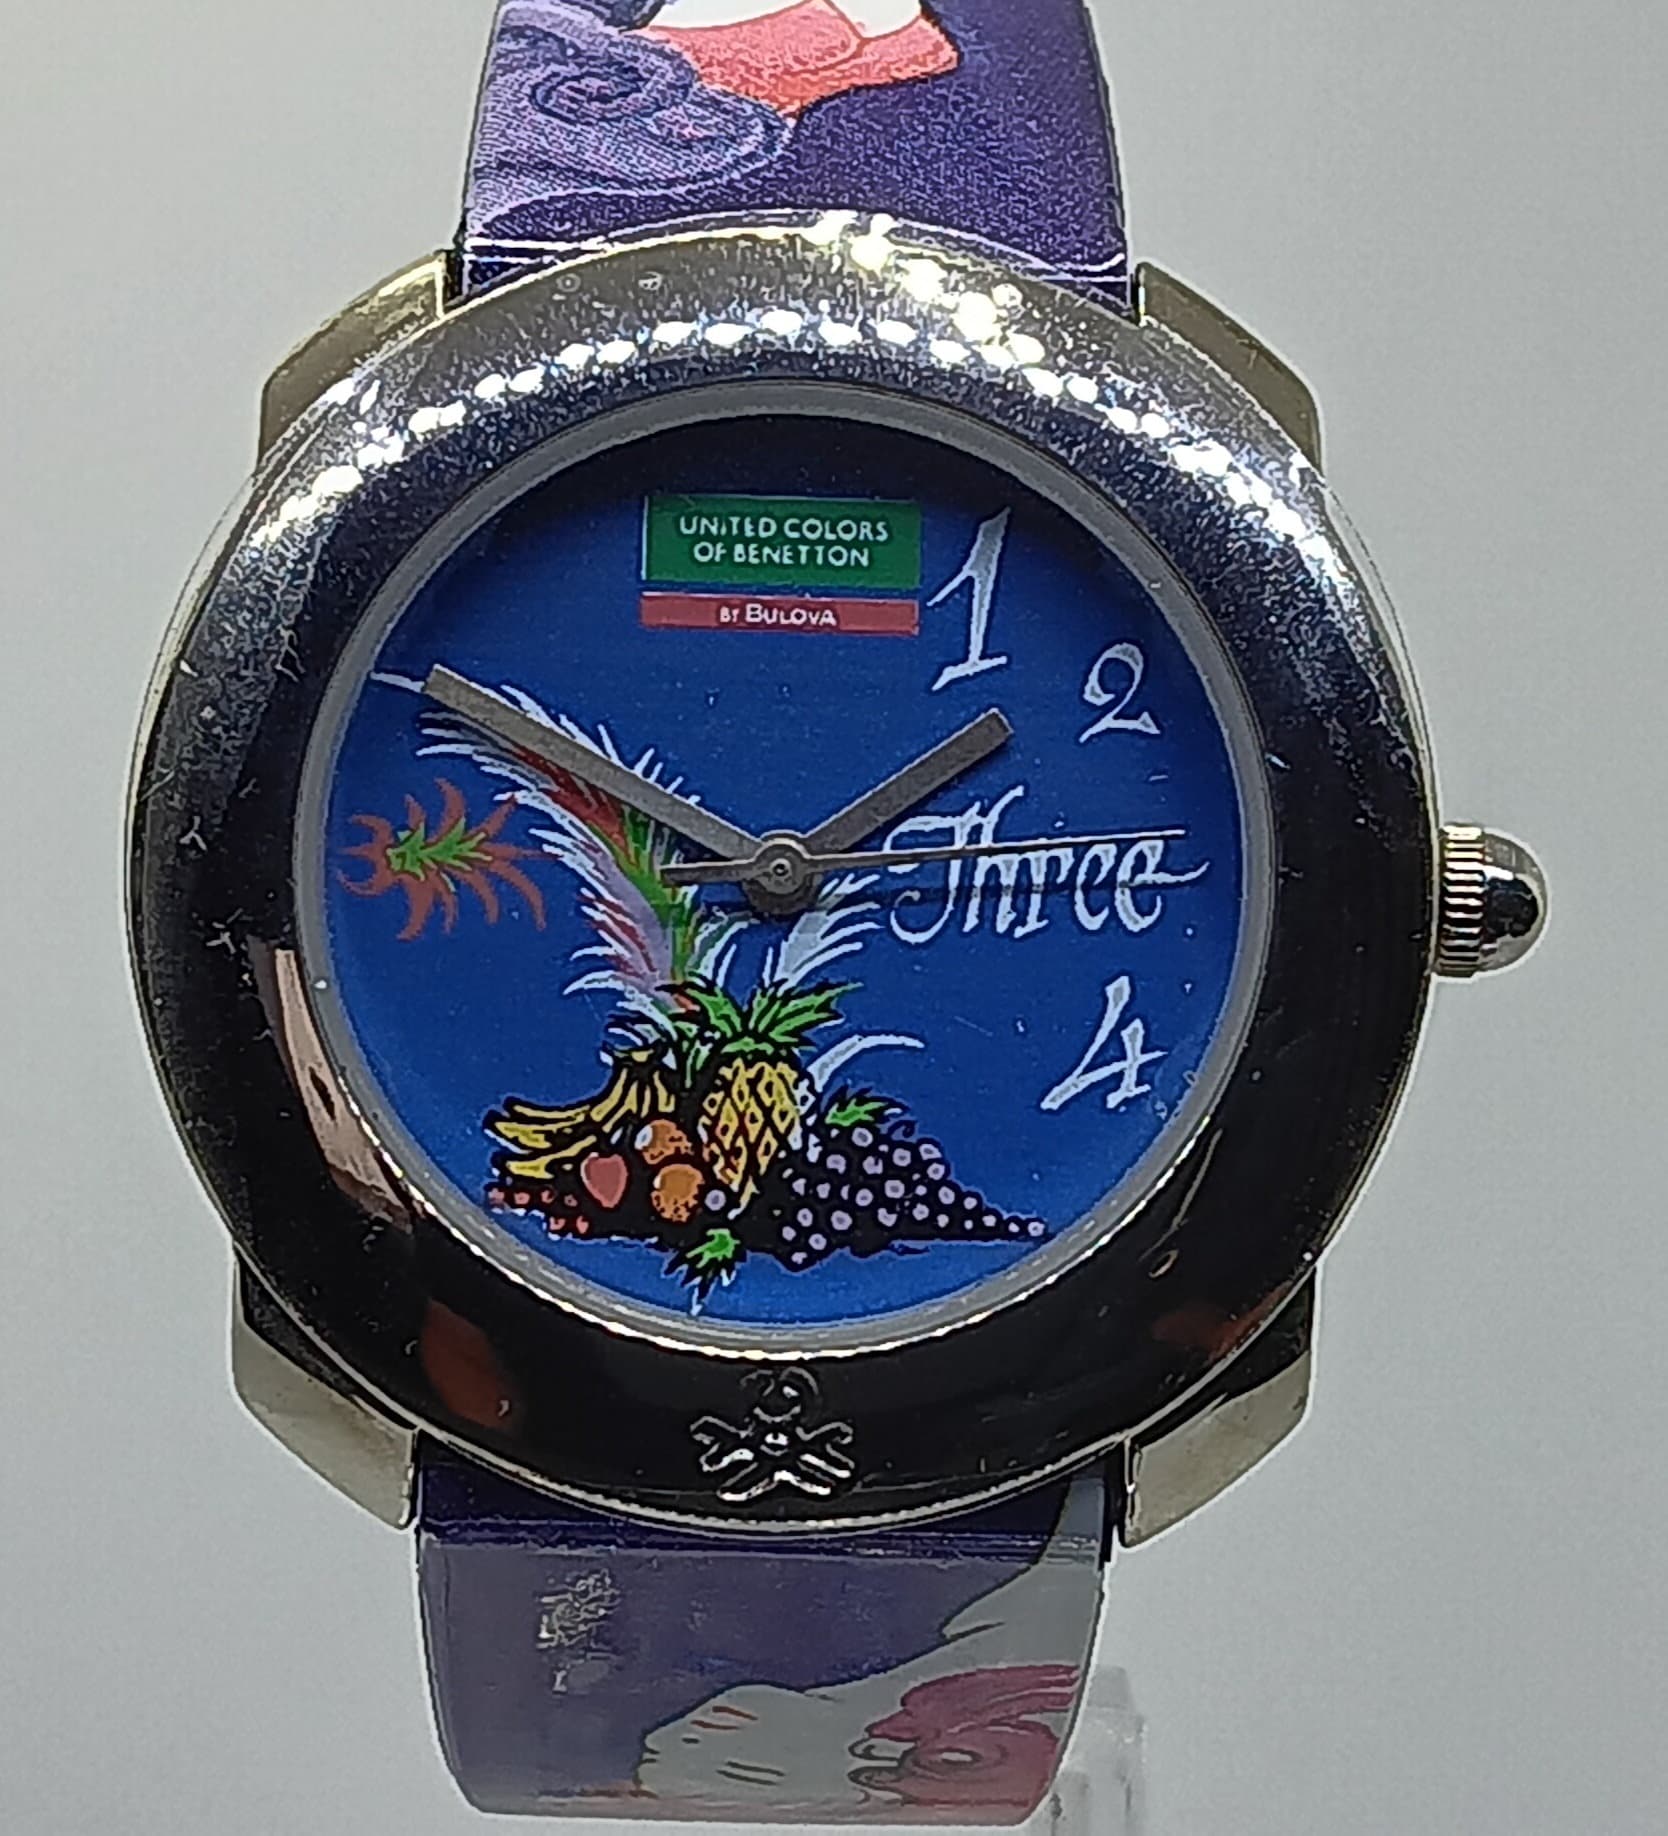 UNITED COLORS
OF BENETTON
BY BULOVA
1
2
Three
4